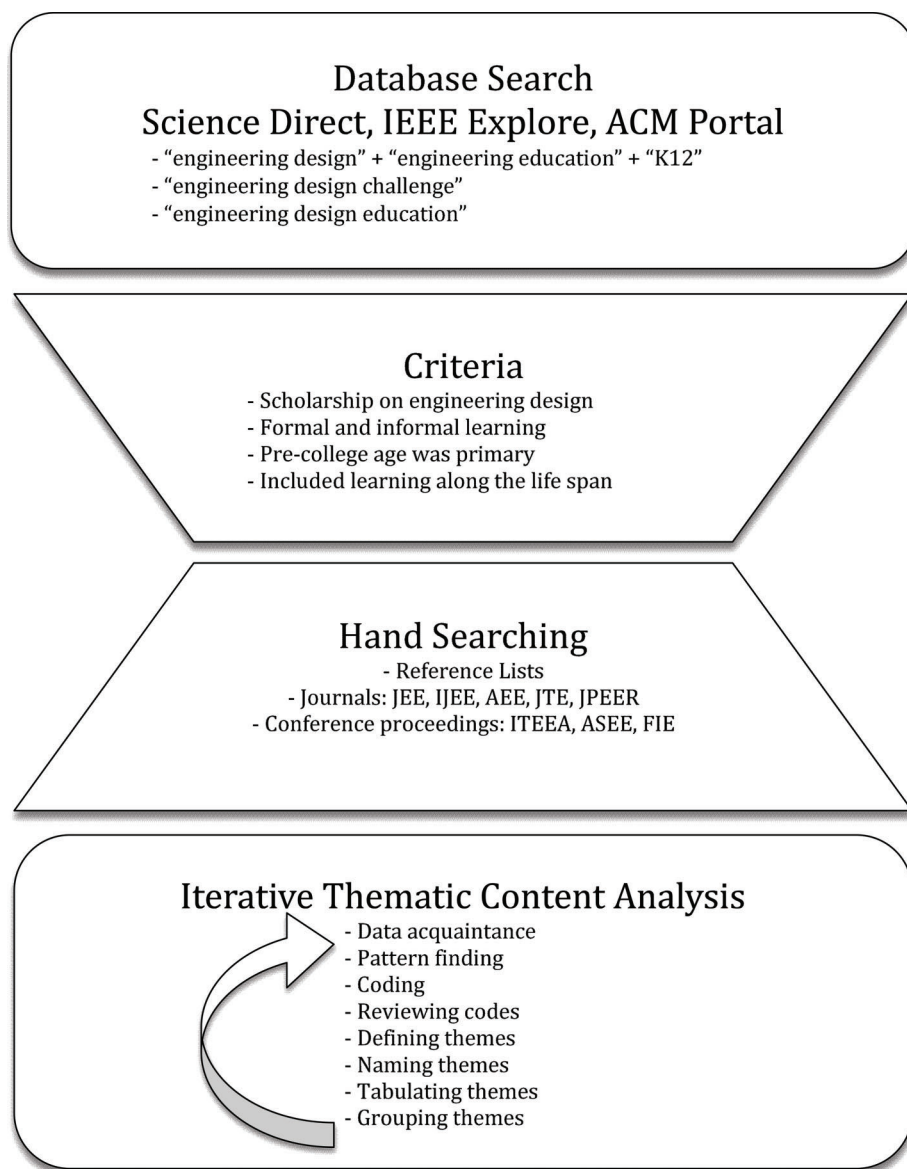 Database Search
Science Direct, IEEE Explore, ACM Portal
- “engineering design” + “engineering education” + “K12”
- “engineering design challenge”
- “engineering design education”
Criteria
- Scholarship on engineering design
- Formal and informal learning
- Pre-college age was primary
- Included learning along the life span
Hand Searching
- Reference Lists
- Journals: JEE, IJEE, AEE, JTE, JPEER
- Conference proceedings: ITEEA, ASEE, FIE
Iterative Thematic Content Analysis
- Data acquaintance
- Pattern finding
- Coding
- Reviewing codes
- Defining themes
- Naming themes
- Tabulating themes
- Grouping themes